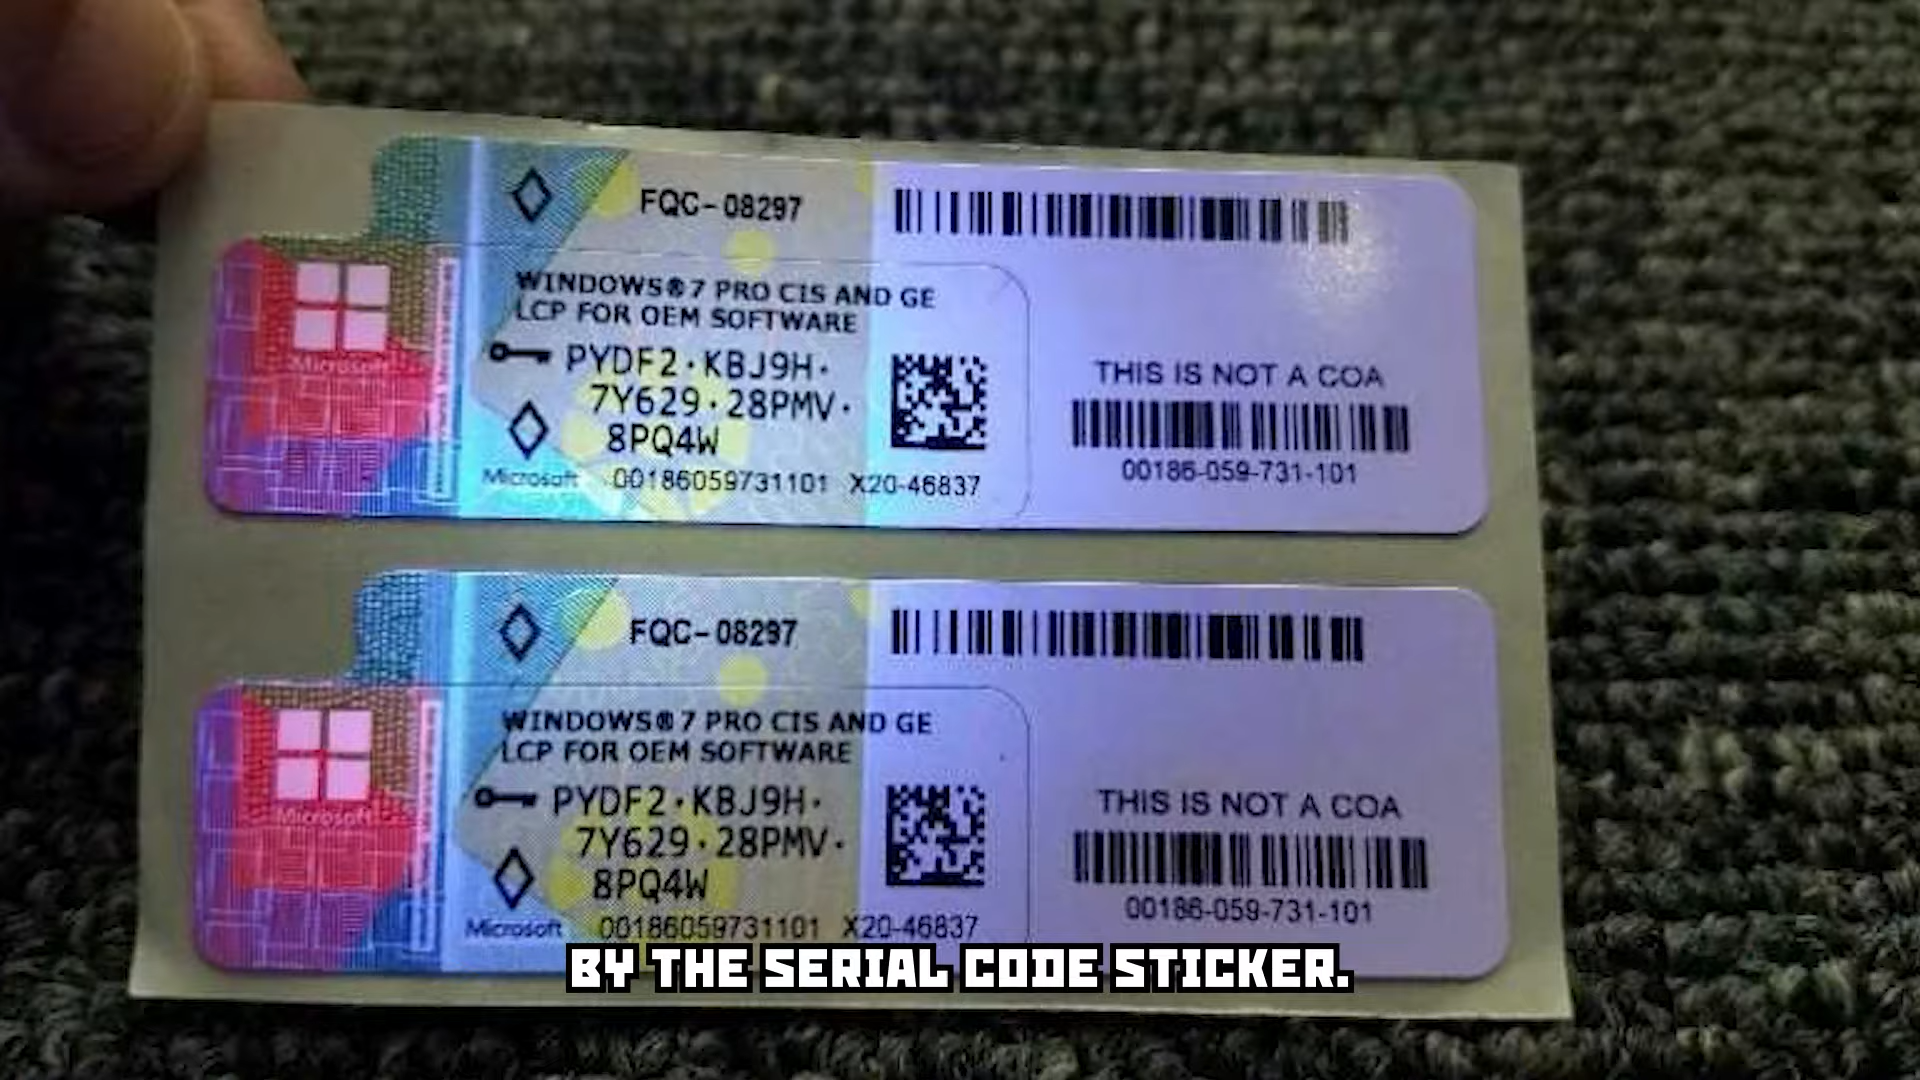 FQC-08297
WINDOWS® 7 PRO CIS AND GE
LCP FOR OEM SOFTWARE
PYDF2·KBJ9H·
7Y629·28PMV·
8PQ4W
Microsoft 00186059731101 X20-46837
Microsoft
THIS IS NOT A COA
00186-059-731-101
FQC-08297
WINDOWS® 7 PRO CIS AND GE
LCP FOR OEM SOFTWARE
PYDF2·KBJ9H·
7Y629·28PMV·
8PQ4W
Microsoft 00186059731101 X20-46837
Microsoft
THIS IS NOT A COA
00186-059-731-101
BY THE SERIAL CODE STICKER.